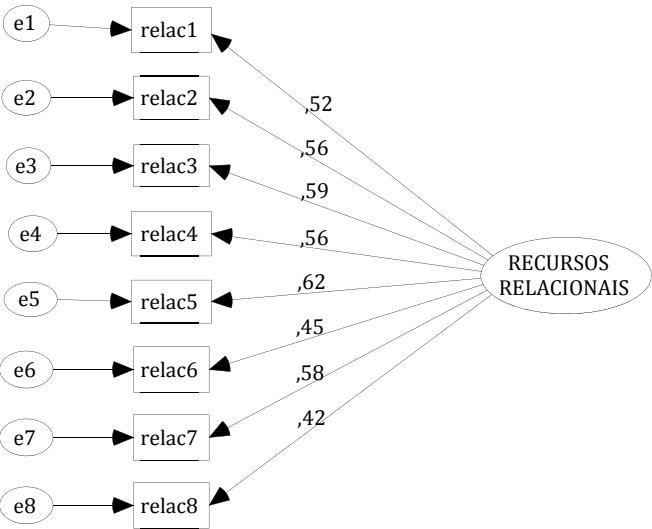 e1
relac1
e2
relac2
,52
,56
e3
relac3
,59
e4
relac4
,56
RECURSOS
RELACIONAIS
e5
relac5
,62
e6
relac6
,45
e7
relac7
,58
,42
e8
relac8